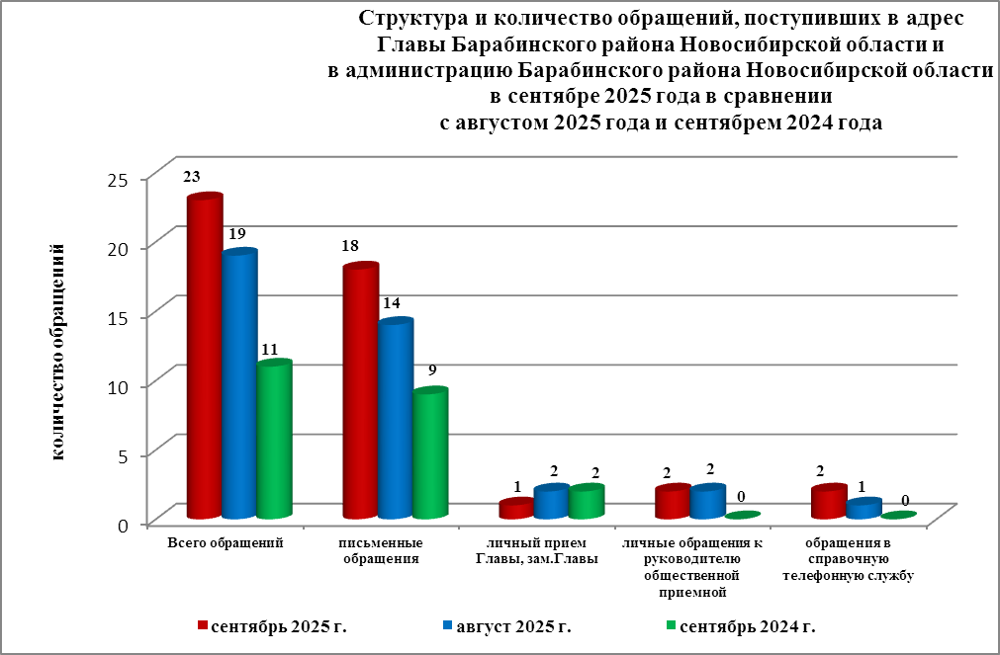 Структура и количество обращений, поступивших в адрес
Главы Барабинского района Новосибирской области и
в администрацию Барабинского района Новосибирской области
в сентябре 2025 года в сравнении
с августом 2025 года и сентябрем 2024 года
количество обращений
25
20
15
10
5
0
23
19
11
18
14
9
1
2
2
2
2
0
2
1
0
Всего обращений
письменные
обращения
личный прием
Главы, зам.Главы
личные обращения к
руководителю
общественной
приемной
обращения в
справочную
телефонную службу
сентябрь 2025 г.
август 2025 г.
сентябрь 2024 г.